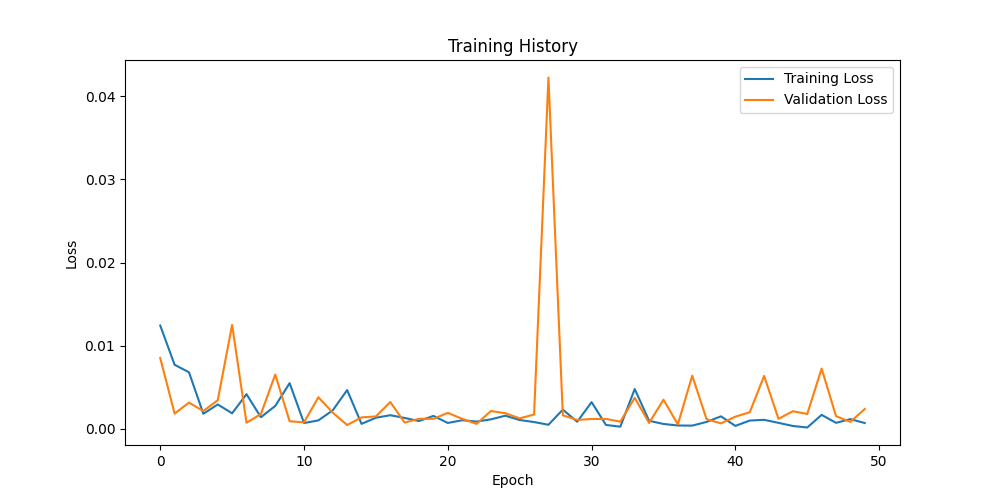 Training History
Training Loss
Validation Loss
0.04
0.03
0.02
0.01
0.00
Loss
0 10 20 30 40 50
Epoch